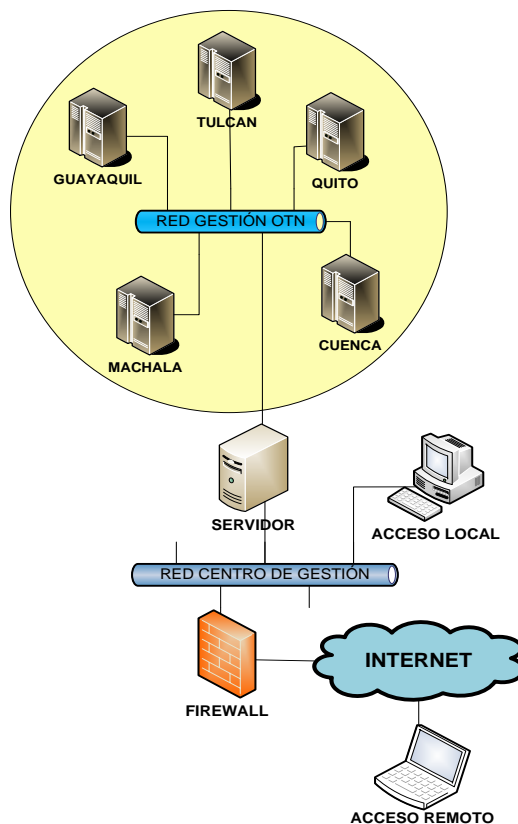 TULCAN
GUAYAQUIL
QUITO
RED GESTIÓN OTN
MACHALA
CUENCA
SERVIDOR
ACCESO LOCAL
RED CENTRO DE GESTIÓN
INTERNET
FIREWALL
ACCESO REMOTO